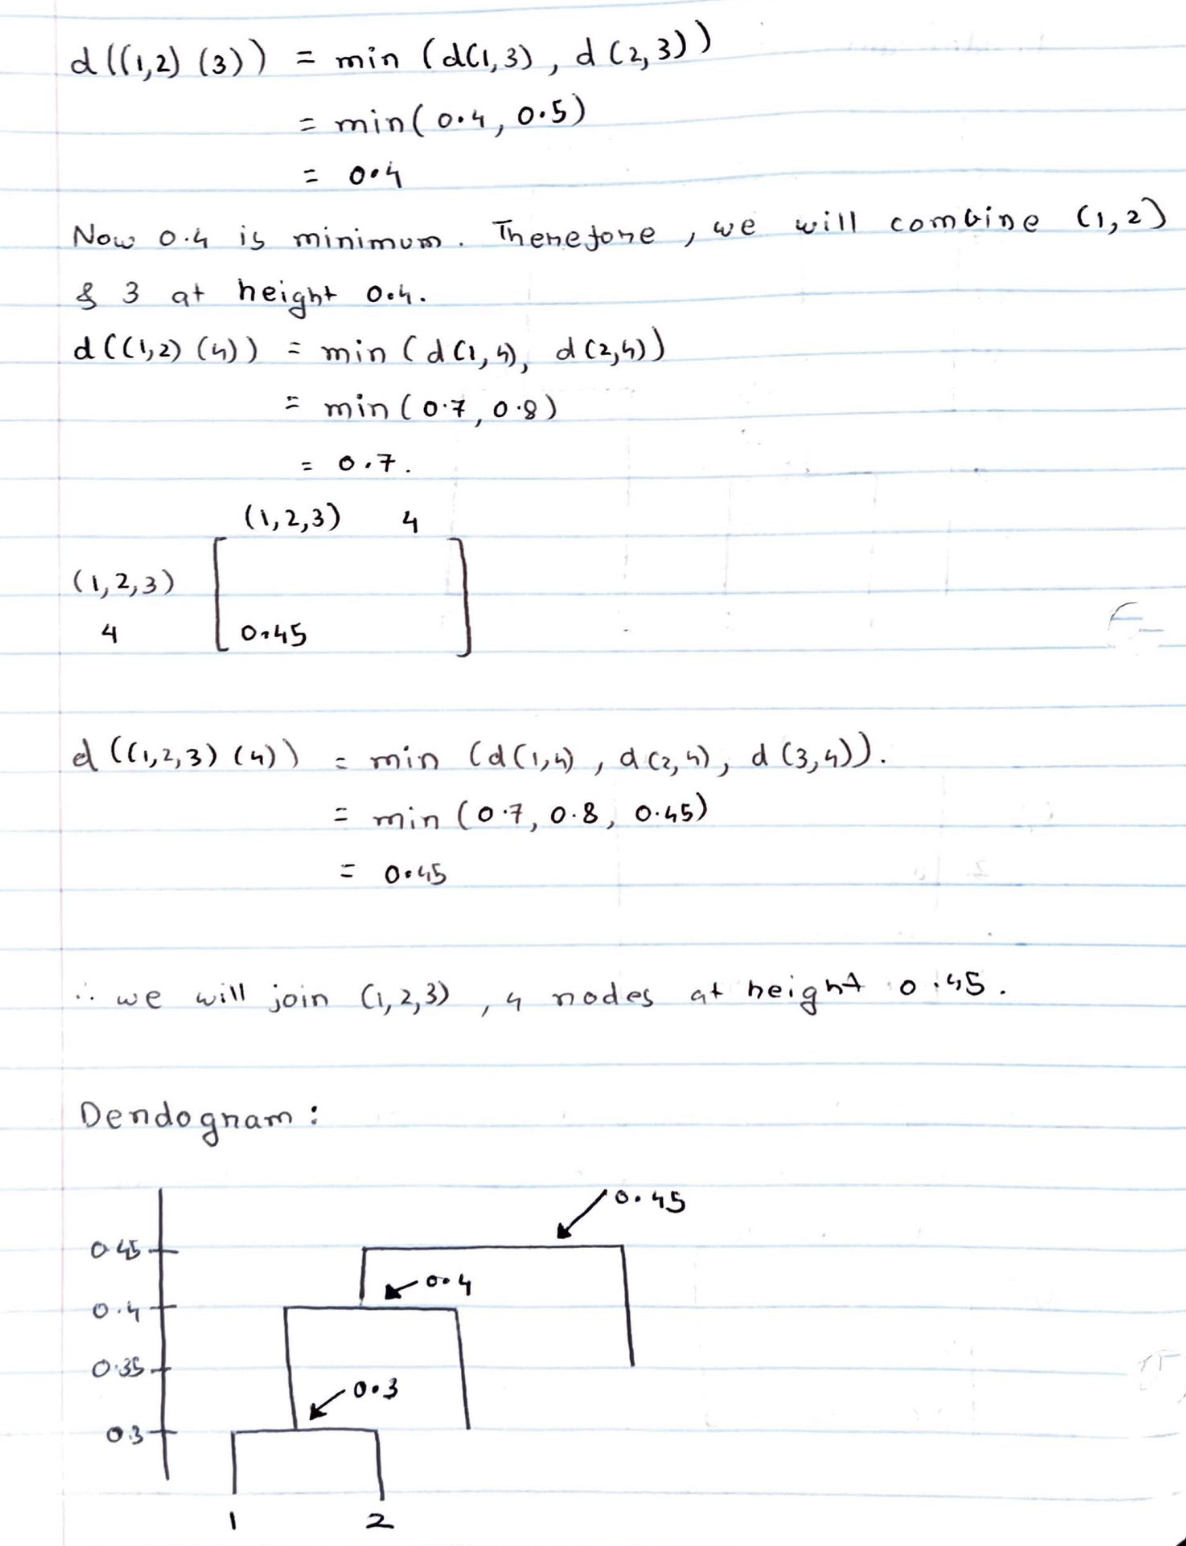 d((1,2) (3)) = min (d(1,3), d(2,3))
= min(0.4, 0.5)
= 0.4
Now 0.4 is minimum. Therefore, we will combine (1,2)
& 3 at height 0.4.
d((1,2) (4)) = min (d(1,4), d(2,4))
= min (0.7, 0.8)
= 0.7.
(1,2,3) 4
(1,2,3)
4 0.45
d((1,2,3) (4)) = min (d(1,4), d(2,4), d(3,4)).
= min (0.7, 0.8, 0.45)
= 0.45
∴ we will join (1,2,3), 4 nodes at height 0.45.
Dendogram:
0.45
0.45
0.4
0.4
0.35
0.3
0.3
1 2